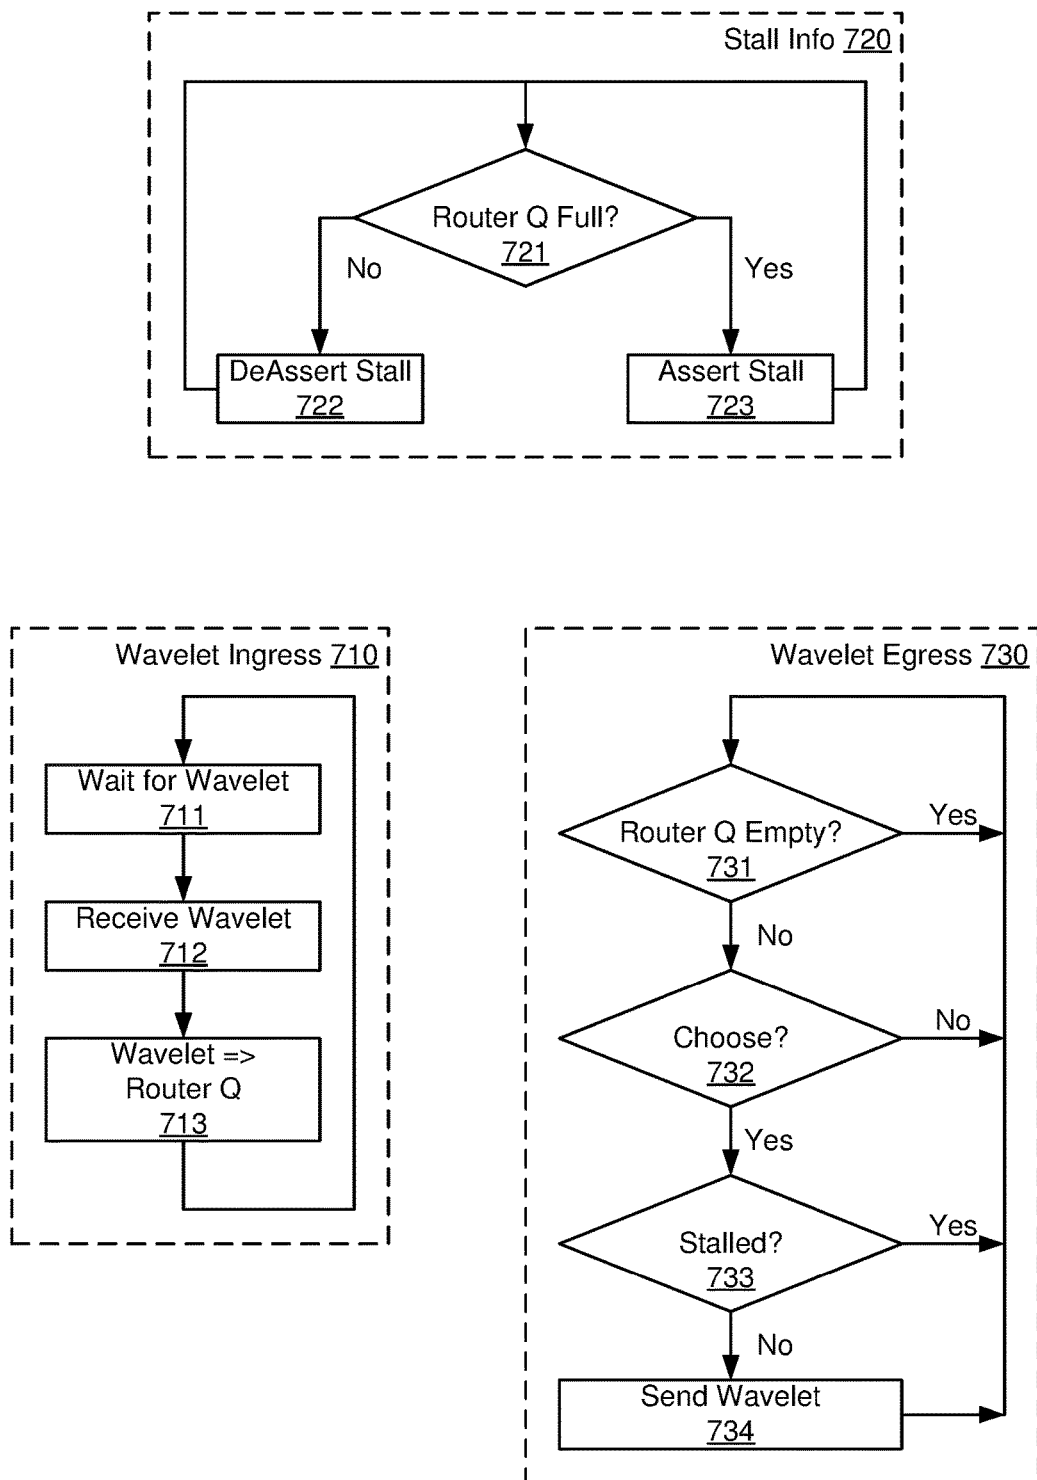 Stall Info 720
Router Q Full?
721
No
Yes
DeAssert Stall
722
Assert Stall
723
Wavelet Ingress 710
Wait for Wavelet
711
Receive Wavelet
712
Wavelet =>
Router Q
713
Wavelet Egress 730
Router Q Empty?
731
Yes
No
Choose?
732
No
Yes
Stalled?
733
Yes
No
Send Wavelet
734